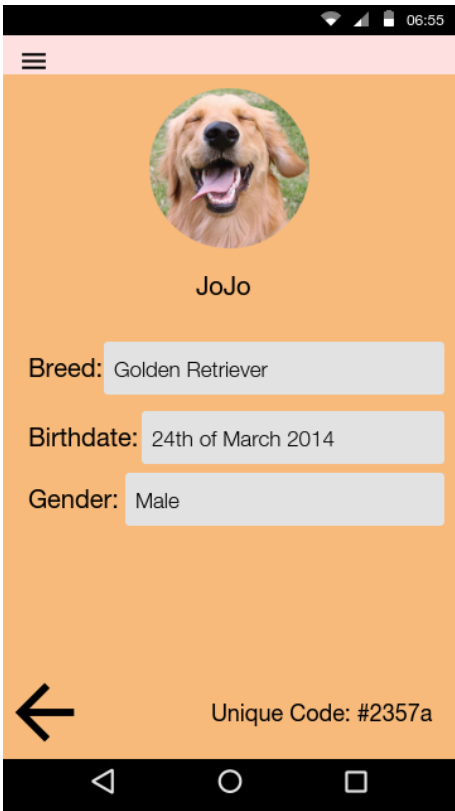 06:55
JoJo
Breed: Golden Retriever
Birthdate: 24th of March 2014
Gender: Male
Unique Code: #2357a